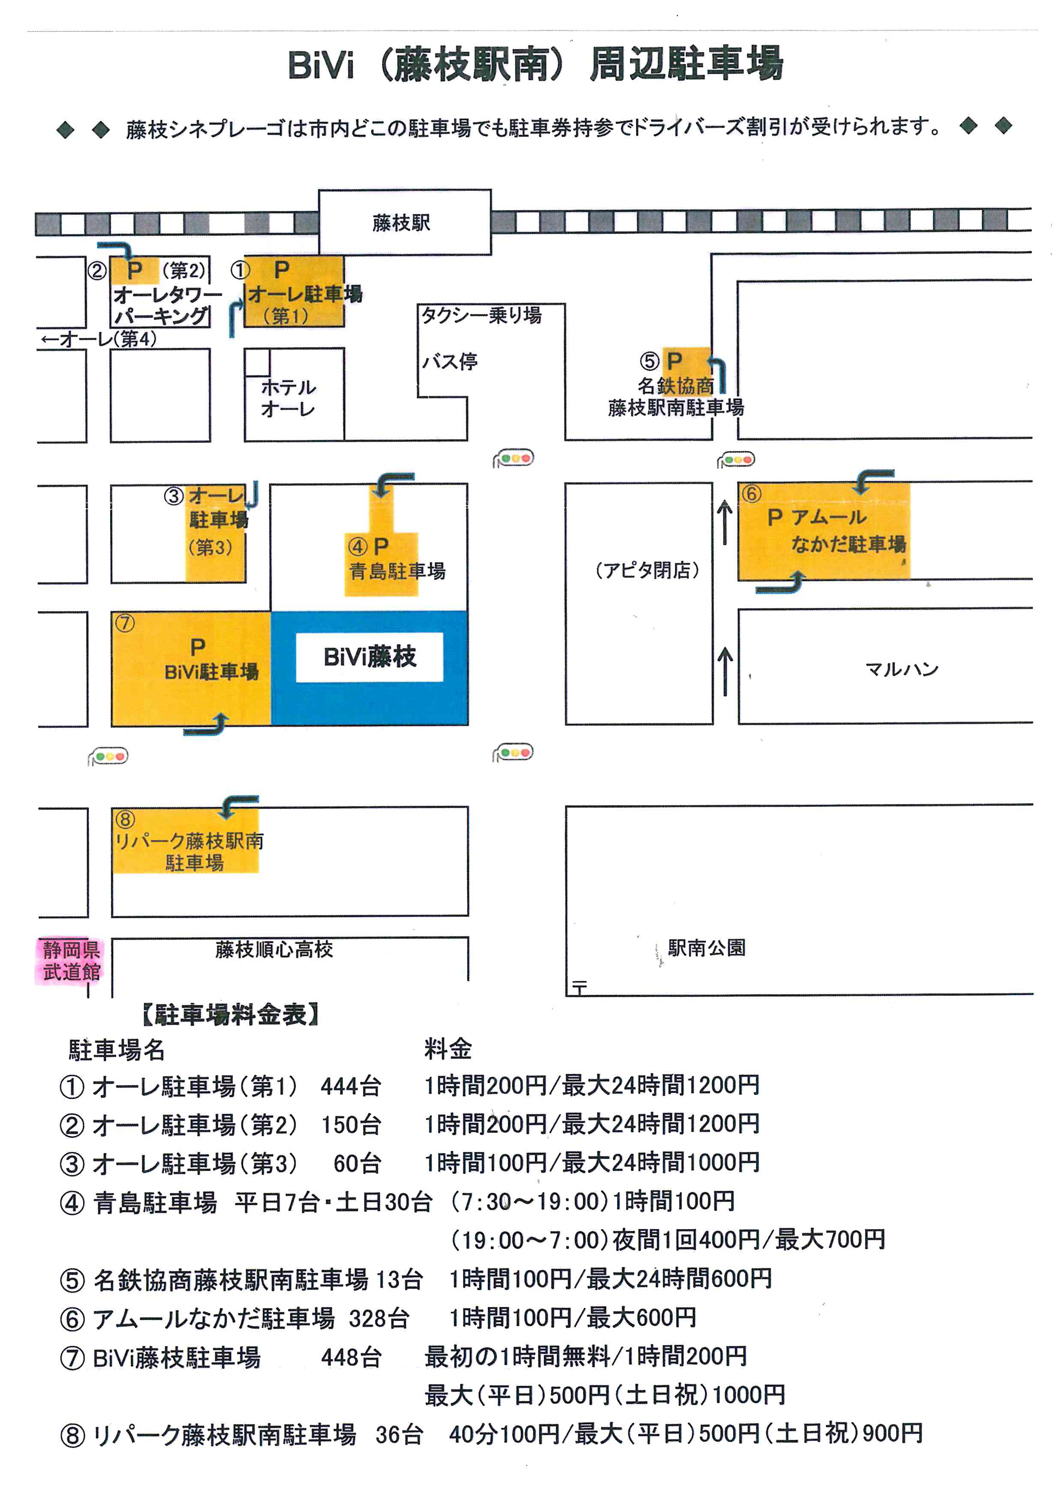 BiVi（藤枝駅南）周辺駐車場
◆ ◆ 藤枝シネプレーゴは市内どこの駐車場でも駐車券持参でドライバーズ割引が受けられます。 ◆ ◆
藤枝駅
② P （第2）
オーレタワー
パーキング
① P
オーレ駐車場
（第1）
←オーレ(第4)
タクシー乗り場
バス停
ホテル
オーレ
⑤ P
名鉄協商
藤枝駅南駐車場
③ オーレ
駐車場
（第3）
④ P
青島駐車場
（アピタ閉店）
⑥
P アムール
なかだ駐車場
⑦
P
BiVi駐車場
BiVi藤枝
マルハン
⑧
リパーク藤枝駅南
駐車場
静岡県
武道館
藤枝順心高校
駅南公園
〒
【駐車場料金表】
駐車場名 料金
① オーレ駐車場（第1） 444台 1時間200円/最大24時間1200円
② オーレ駐車場（第2） 150台 1時間200円/最大24時間1200円
③ オーレ駐車場（第3） 60台 1時間100円/最大24時間1000円
④ 青島駐車場 平日7台・土日30台 （7:30～19:00）1時間100円
（19:00～7:00）夜間1回400円/最大700円
⑤ 名鉄協商藤枝駅南駐車場 13台 1時間100円/最大24時間600円
⑥ アムールなかだ駐車場 328台 1時間100円/最大600円
⑦ BiVi藤枝駐車場 448台 最初の1時間無料/1時間200円
最大（平日）500円（土日祝）1000円
⑧ リパーク藤枝駅南駐車場 36台 40分100円/最大（平日）500円（土日祝）900円